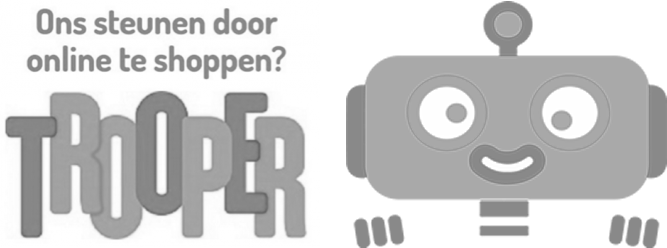 Ons steunen door
online te shoppen?
TROOPER